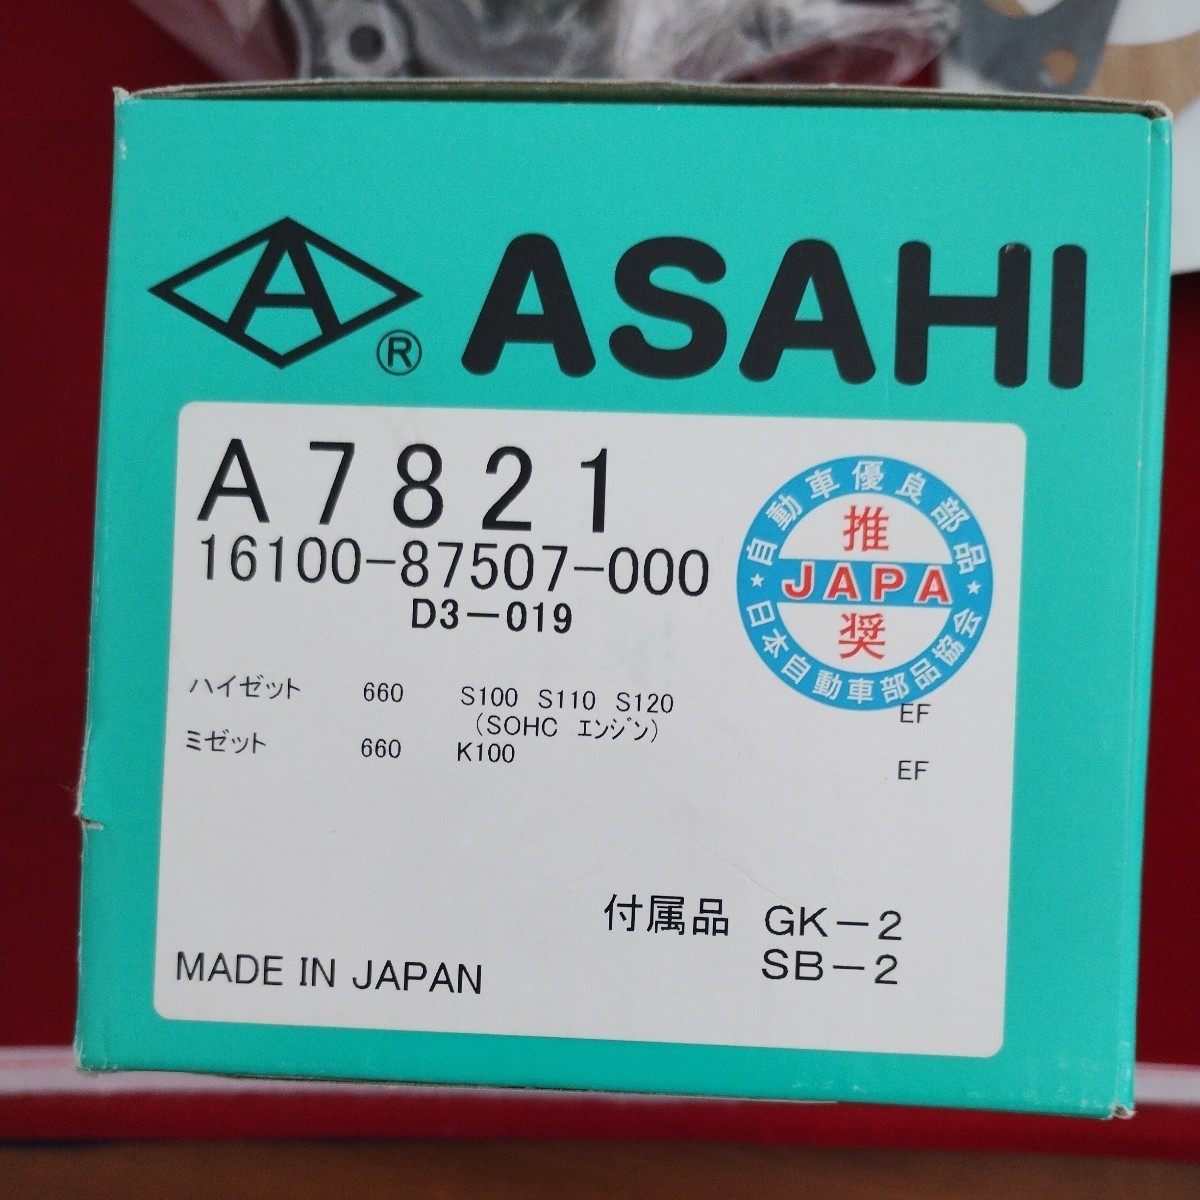 A
®
ASAHI
A7821
16100-87507-000
D3-019
自動車優良部品
推
JAPA
奨
★日本自動車部品協会★
ハイゼット 660 S100 S110 S120 EF
(SOHC エンジン)
ミゼット 660 K100 EF
付属品 GK-2
SB-2
MADE IN JAPAN